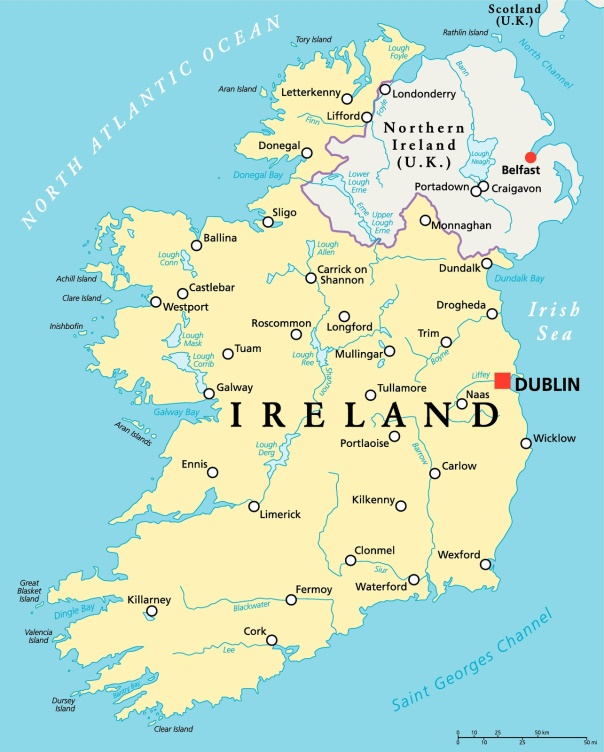 Scotland
(U.K.)
Rathlin Island
North Channel
Tory Island
Lough
Foyle
NORTH ATLANTIC OCEAN
Aran Island
Letterkenny
Londonderry
Bann
Foyle
Lifford
Finn
Northern
Ireland
(U.K.)
Donegal
Lough
Neagh
Belfast
Donegal Bay
Lower
Lough
Erne
Portadown
Craigavon
Erne
Upper
Lough
Erne
Sligo
Monnaghan
Ballina
Lough
Conn
Lough
Allen
Carrick on
Shannon
Dundalk
Dundalk Bay
Achill Island
Clare Island
Castlebar
Westport
Drogheda
Irish
Sea
Inishbofin
Roscommon
Longford
Trim
Lough
Mask
Tuam
Lough
Corrib
Lough
Ree
Mullingar
Boyne
Shannon
Liffey
DUBLIN
Galway
Tullamore
Naas
Galway Bay
IRELAND
Aran Islands
Portlaoise
Wicklow
Lough
Derg
Barrow
Ennis
Carlow
Limerick
Kilkenny
Clonmel
Suir
Wexford
Waterford
Great
Blasket
Island
Dingle Bay
Killarney
Fermoy
Blackwater
Valencia
Island
Cork
Lee
Saint Georges Channel
Bantry Bay
Dursey
Island
Clear Island
0 10 25 50 km
0 25 50 mi